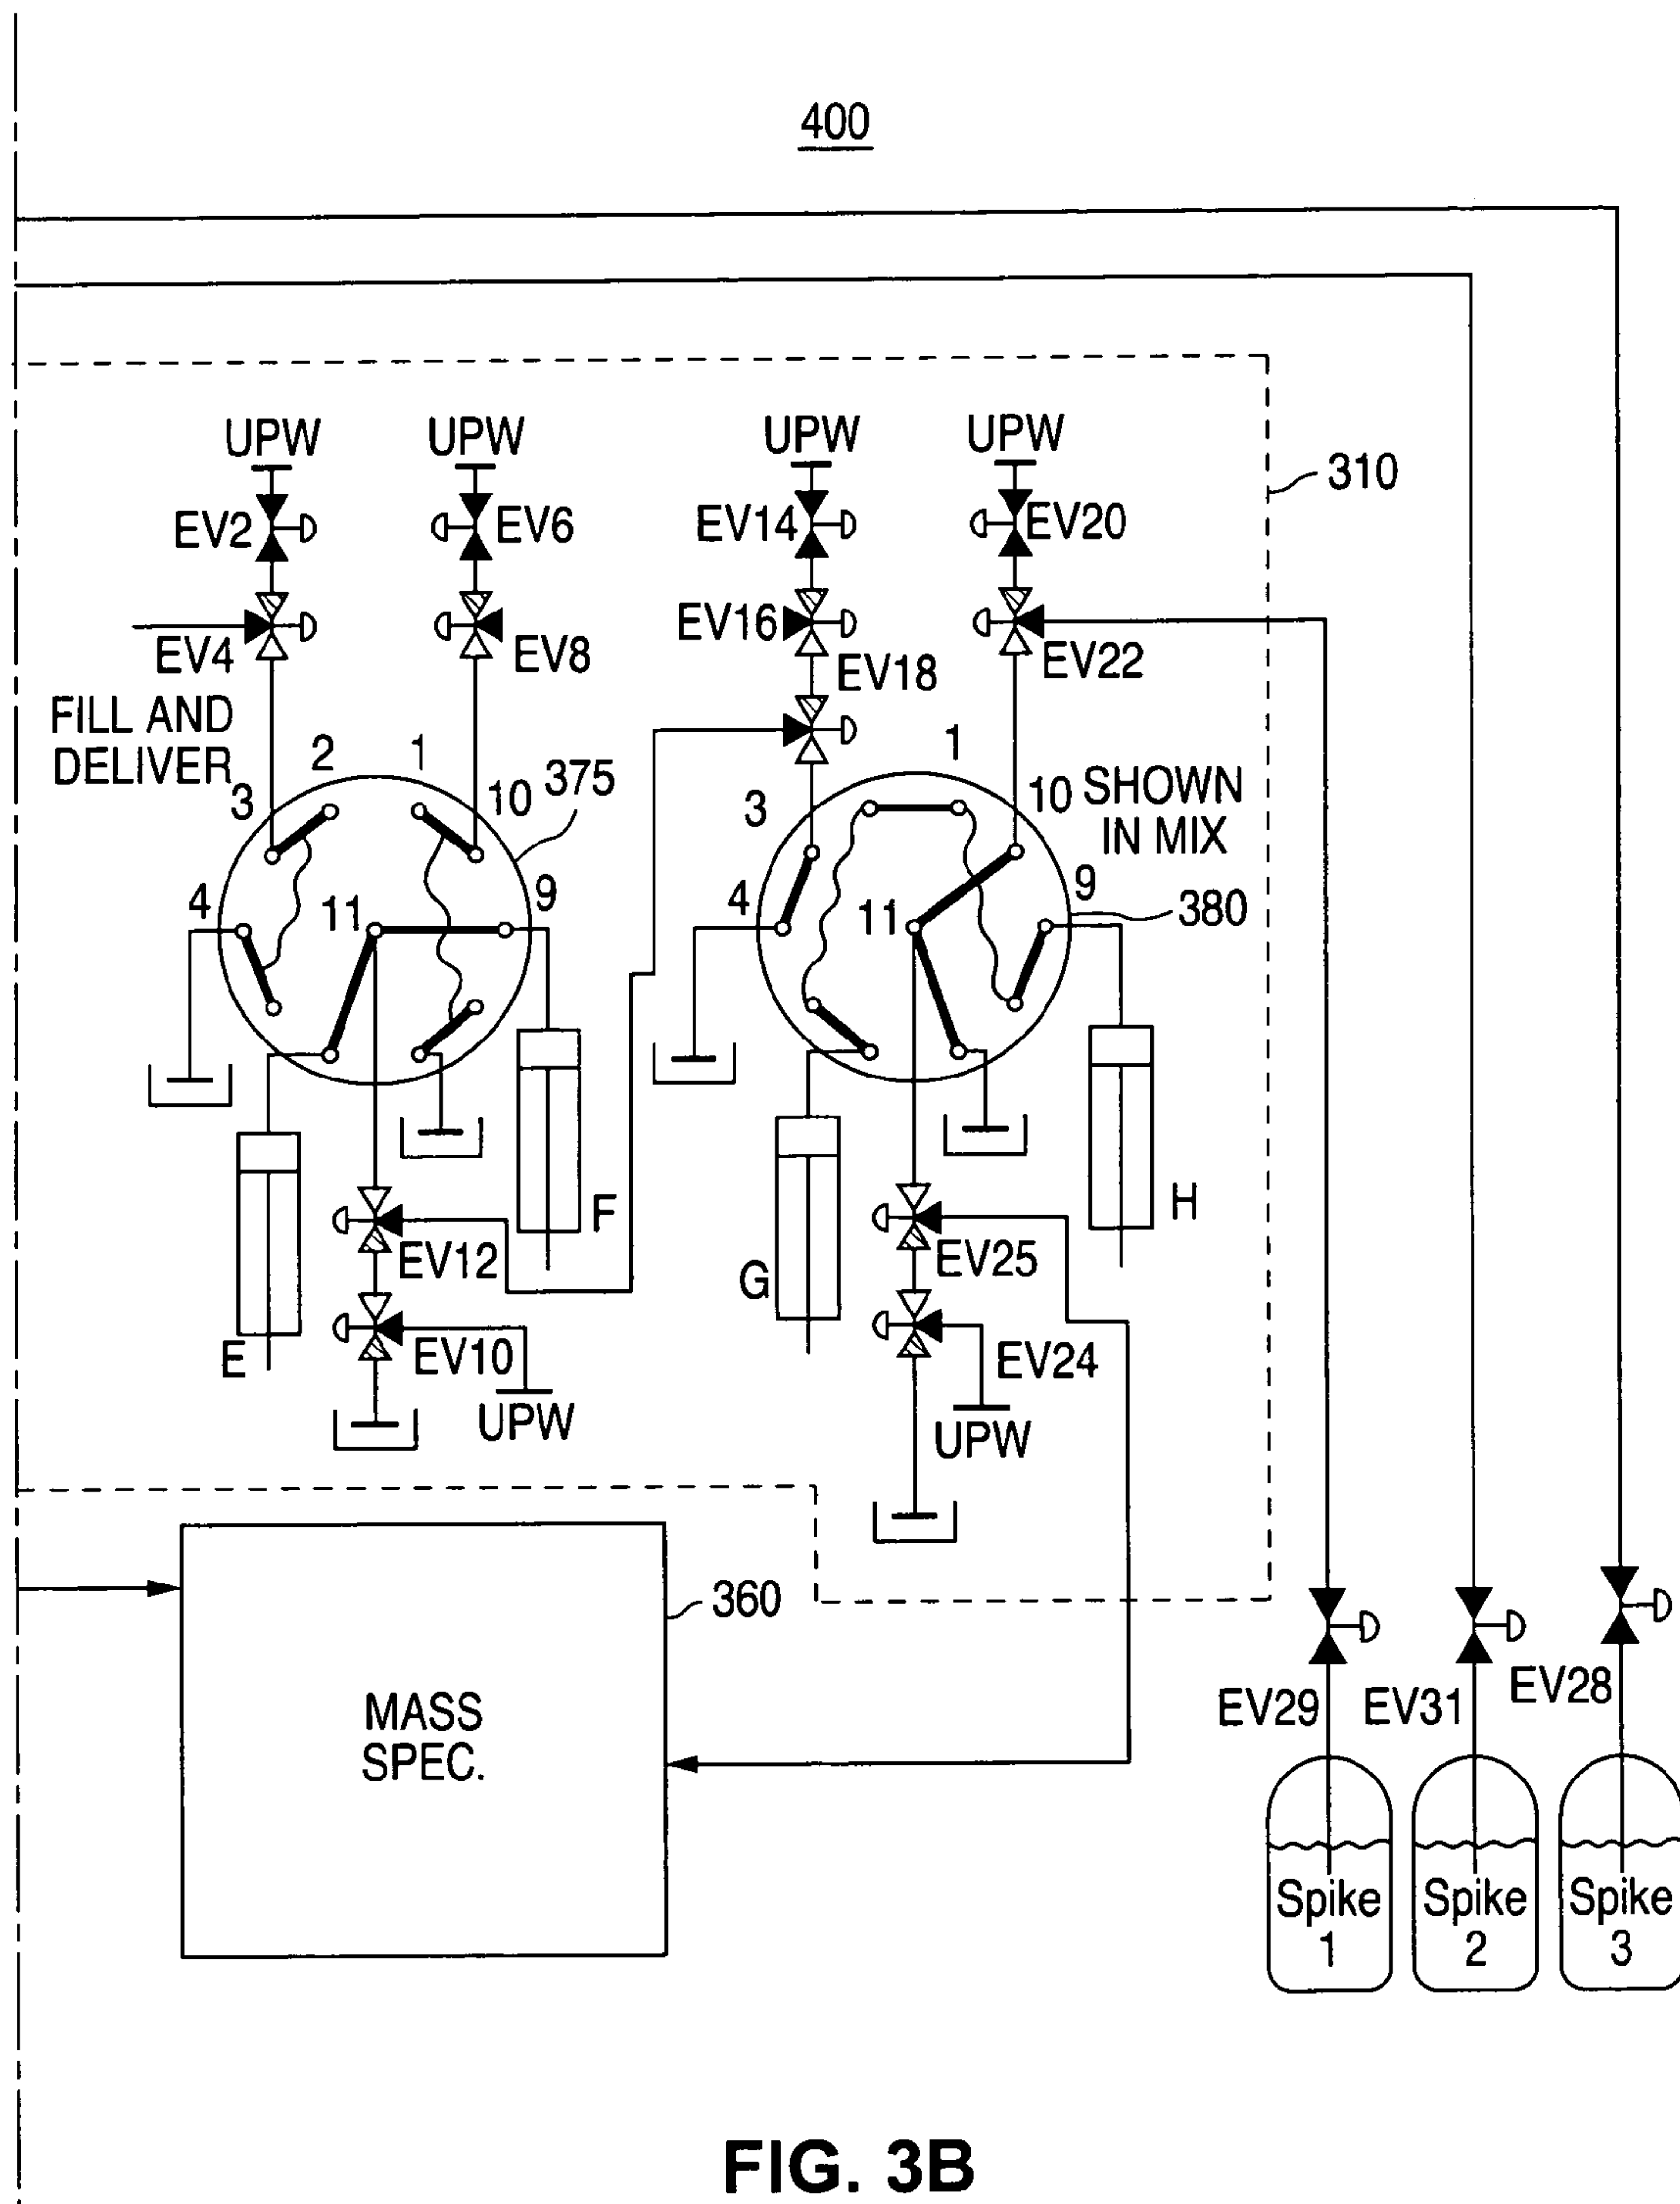 400
UPW UPW UPW UPW
310
EV2 EV6 EV14 EV20
EV4 EV8 EV16 EV22
EV18
FILL AND
DELIVER
2 1 1
3 10 375 3 10 SHOWN
IN MIX
4 11 9 4 11 9 380
F H
EV12 EV25
G
E EV10 EV24
UPW UPW
360
MASS
SPEC.
EV29 EV31 EV28
Spike
1
Spike
2
Spike
3
FIG. 3B